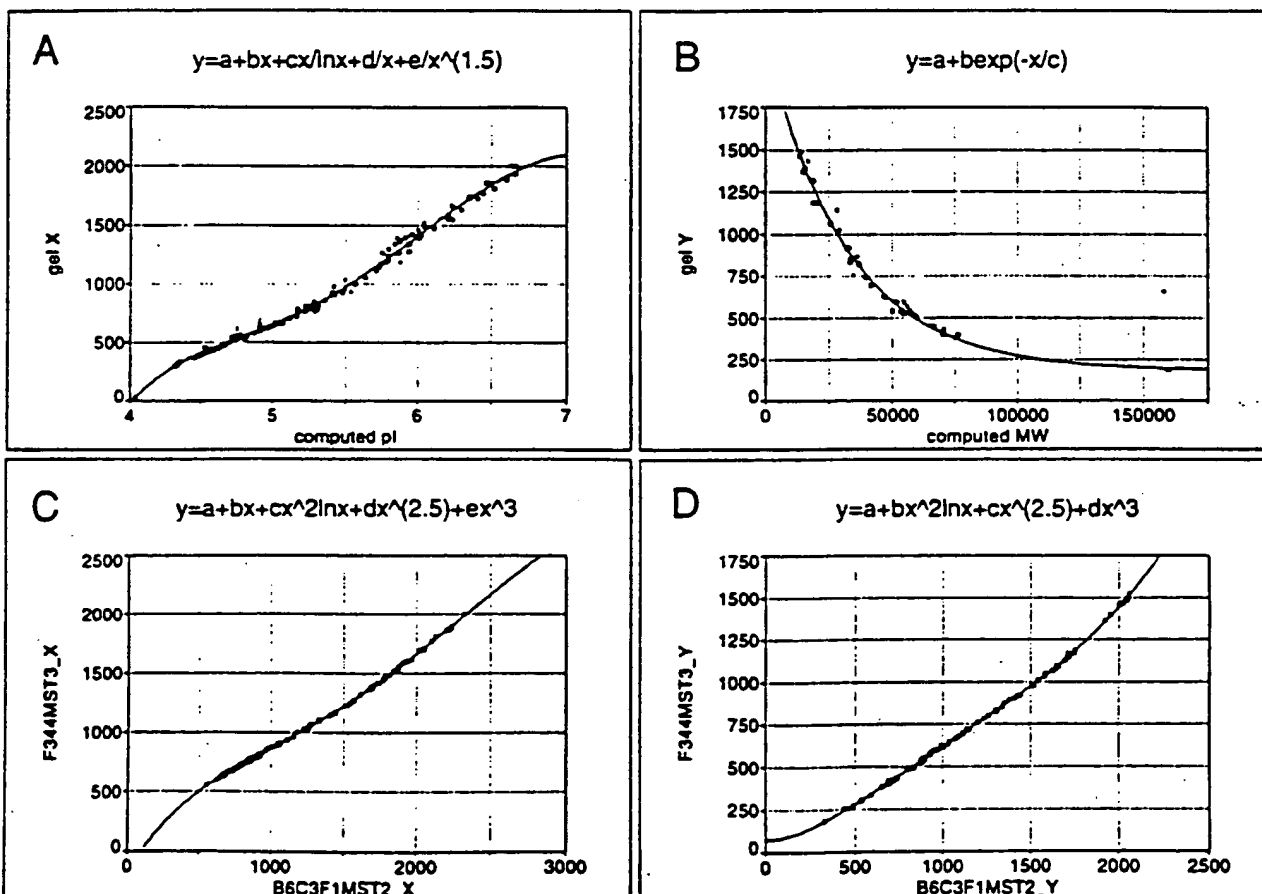 A
y=a+bx+cx/lnx+d/x+e/x^(1.5)
2500
2000
1500
1000
500
0
gel X
4
5
6
7
computed pI
B
y=a+bexp(-x/c)
1750
1500
1250
1000
750
500
250
0
gel Y
0
50000
100000
150000
computed MW
C
y=a+bx+cx^2lnx+dx^(2.5)+ex^3
2500
2000
1500
1000
500
0
F344MST3_X
0
1000
2000
3000
B6C3F1MST2_X
D
y=a+bx^2lnx+cx^(2.5)+dx^3
1750
1500
1250
1000
750
500
250
0
F344MST3_Y
0
500
1000
1500
2000
2500
B6C3F1MST2_Y